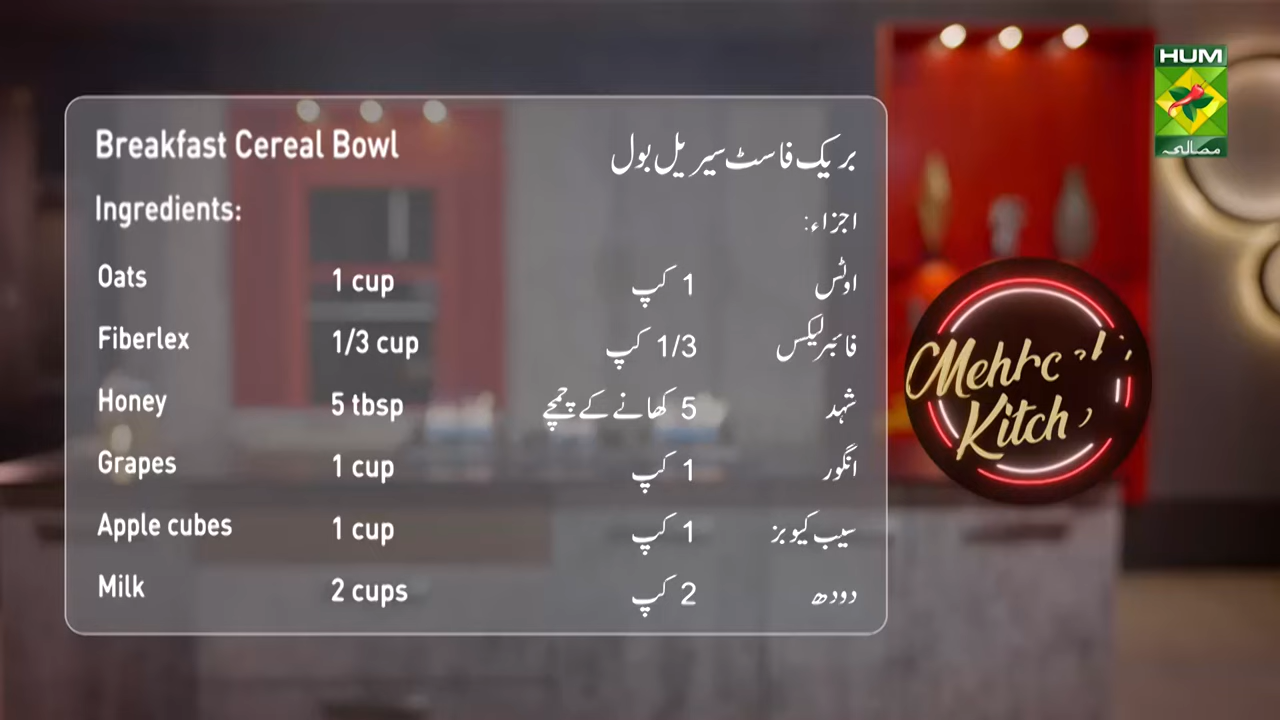 HUM
مصالحہ
Breakfast Cereal Bowl بریک فاسٹ سیریل بول
Ingredients: اجزاء:
Oats 1 cup 1 کپ اوٹس
Fiberlex 1/3 cup 1/3 کپ فائبرلیکس
Honey 5 tbsp 5 کھانے کے چمچے شہد
Grapes 1 cup 1 کپ انگور
Apple cubes 1 cup 1 کپ سیب کیوبز
Milk 2 cups 2 کپ دودھ